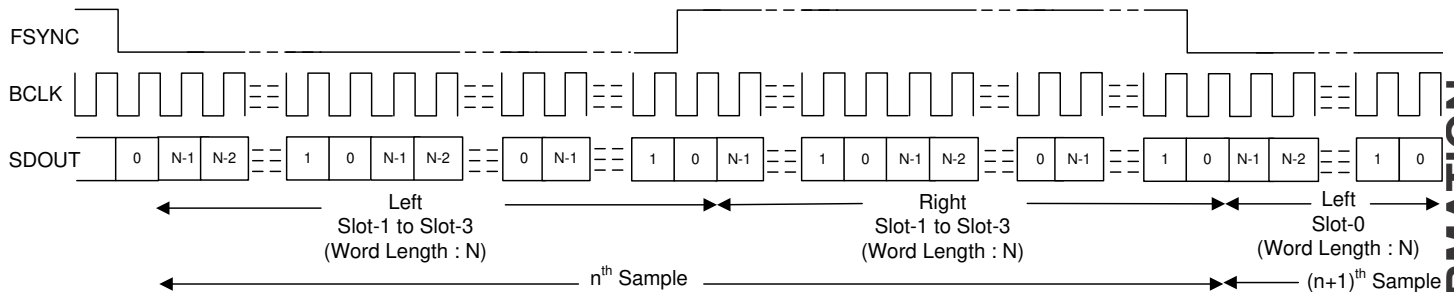 FSYNC
BCLK
SDOUT 0 N-1 N-2 1 0 N-1 N-2 0 N-1 1 0 N-1 1 0 N-1 N-2 0 N-1 1 0 N-1 N-2 1 0
Left Right Left
Slot-1 to Slot-3 Slot-1 to Slot-3 Slot-0
(Word Length : N) (Word Length : N) (Word Length : N)
nth Sample (n+1)th Sample